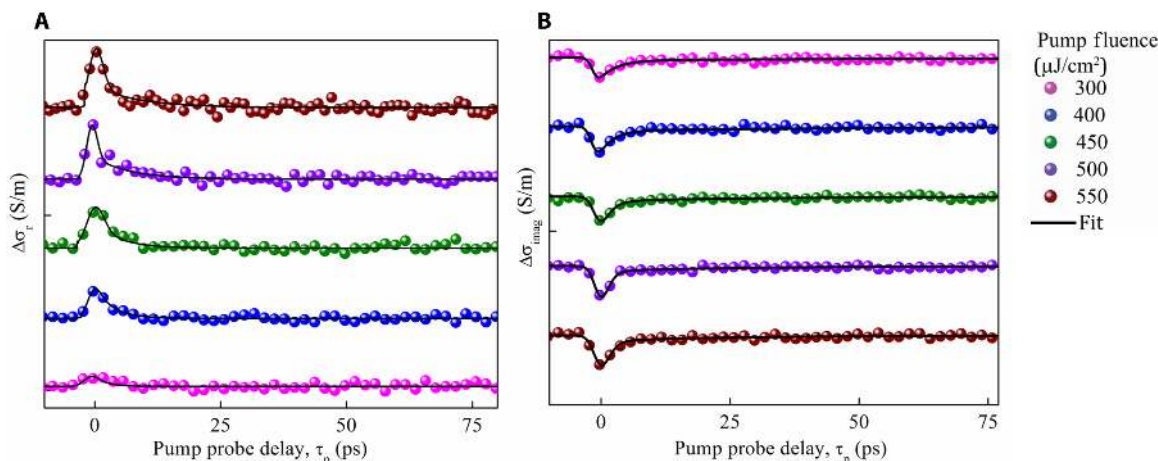 A
Δσr (S/m)
0
25
50
75
Pump probe delay, τp (ps)
B
Δσimag (S/m)
0
25
50
75
Pump probe delay, τp (ps)
Pump fluence
(μJ/cm²)
300
400
450
500
550
Fit